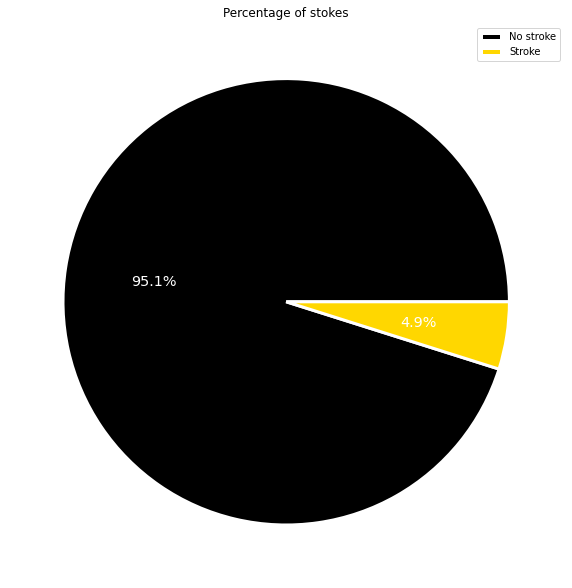 Percentage of stokes
No stroke
Stroke
95.1%
4.9%